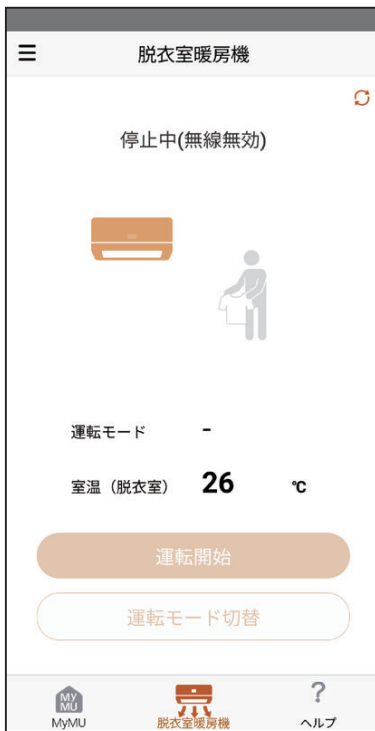 脱衣室暖房機
停止中(無線無効)
運転モード -
室温（脱衣室） 26 ℃
運転開始
運転モード切替
MY MU
MyMU 脱衣室暖房機 ヘルプ